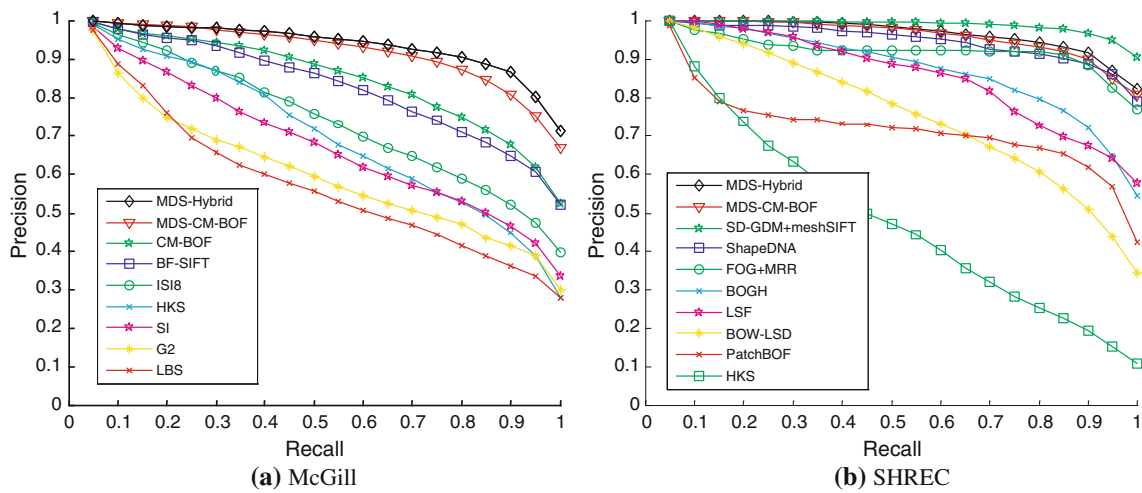 Precision
1
0.9
0.8
0.7
0.6
0.5
0.4
0.3
0.2
0.1
0
MDS-Hybrid
MDS-CM-BOF
CM-BOF
BF-SIFT
ISI8
HKS
SI
G2
LBS
0 0.1 0.2 0.3 0.4 0.5 0.6 0.7 0.8 0.9 1
Recall
(a) McGill
Precision
1
0.9
0.8
0.7
0.6
0.5
0.4
0.3
0.2
0.1
0
MDS-Hybrid
MDS-CM-BOF
SD-GDM+meshSIFT
ShapeDNA
FOG+MRR
BOGH
LSF
BOW-LSD
PatchBOF
HKS
0 0.1 0.2 0.3 0.4 0.5 0.6 0.7 0.8 0.9 1
Recall
(b) SHREC